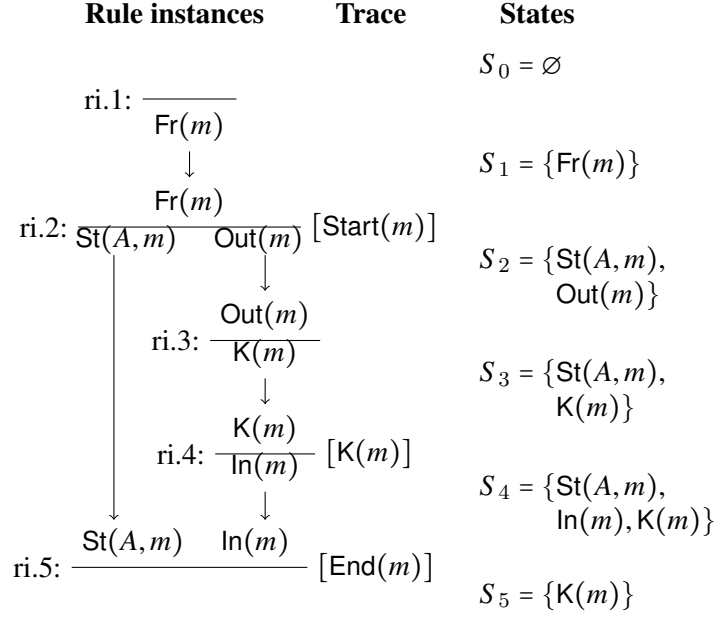 Rule instances Trace States
S₀ = ∅
ri.1:
Fr(m)
S₁ = {Fr(m)}
Fr(m)
ri.2: [Start(m)]
St(A, m) Out(m)
S₂ = {St(A, m),
Out(m)}
Out(m)
ri.3:
K(m)
S₃ = {St(A, m),
K(m)}
K(m)
ri.4: [K(m)]
In(m)
S₄ = {St(A, m),
In(m), K(m)}
St(A, m) In(m)
ri.5: [End(m)]
S₅ = {K(m)}